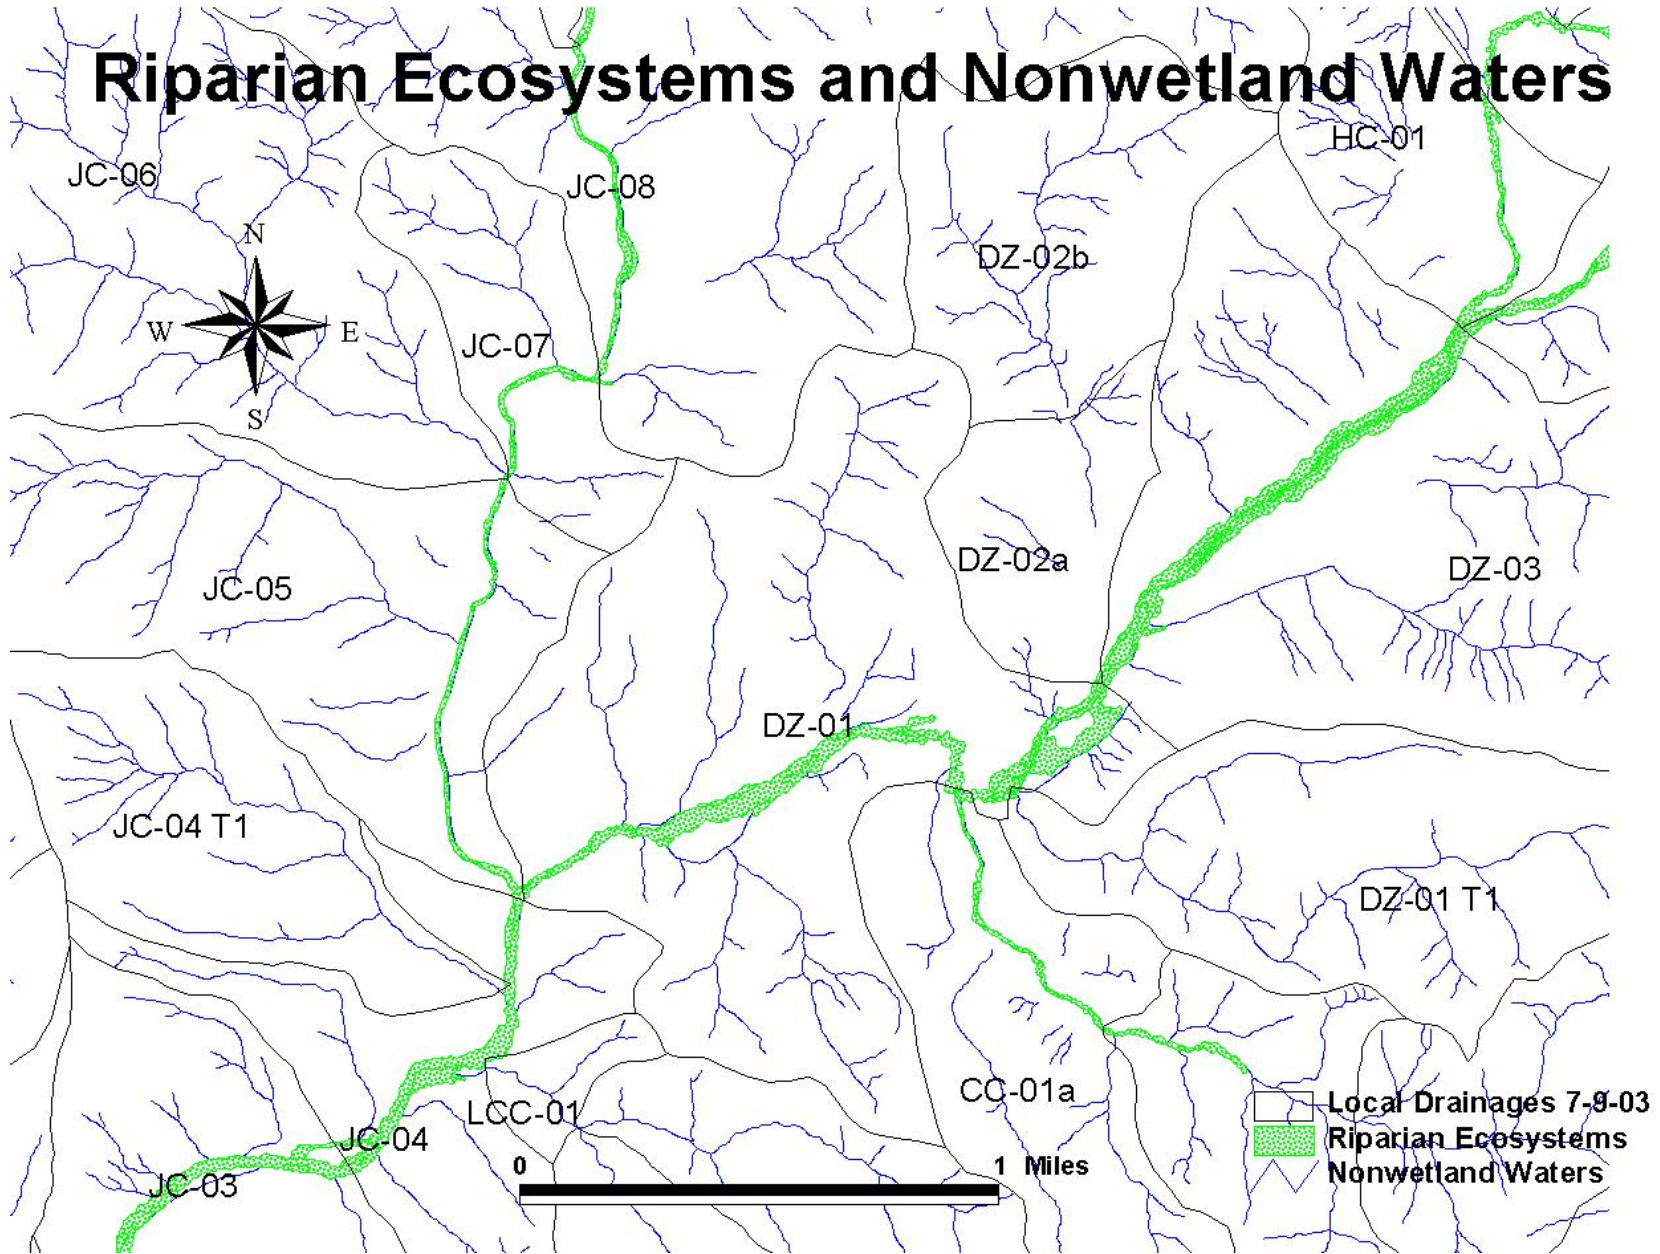 Riparian Ecosystems and Nonwetland Waters
HC-01
JC-06
JC-08
N
DZ-02b
W
E
JC-07
S
DZ-02a
DZ-03
JC-05
DZ-01
JC-04 T1
DZ-01 T1
CC-01a
LCC-01
JC-04
JC-03
0 1 Miles
Local Drainages 7-9-03
Riparian Ecosystems
Nonwetland Waters